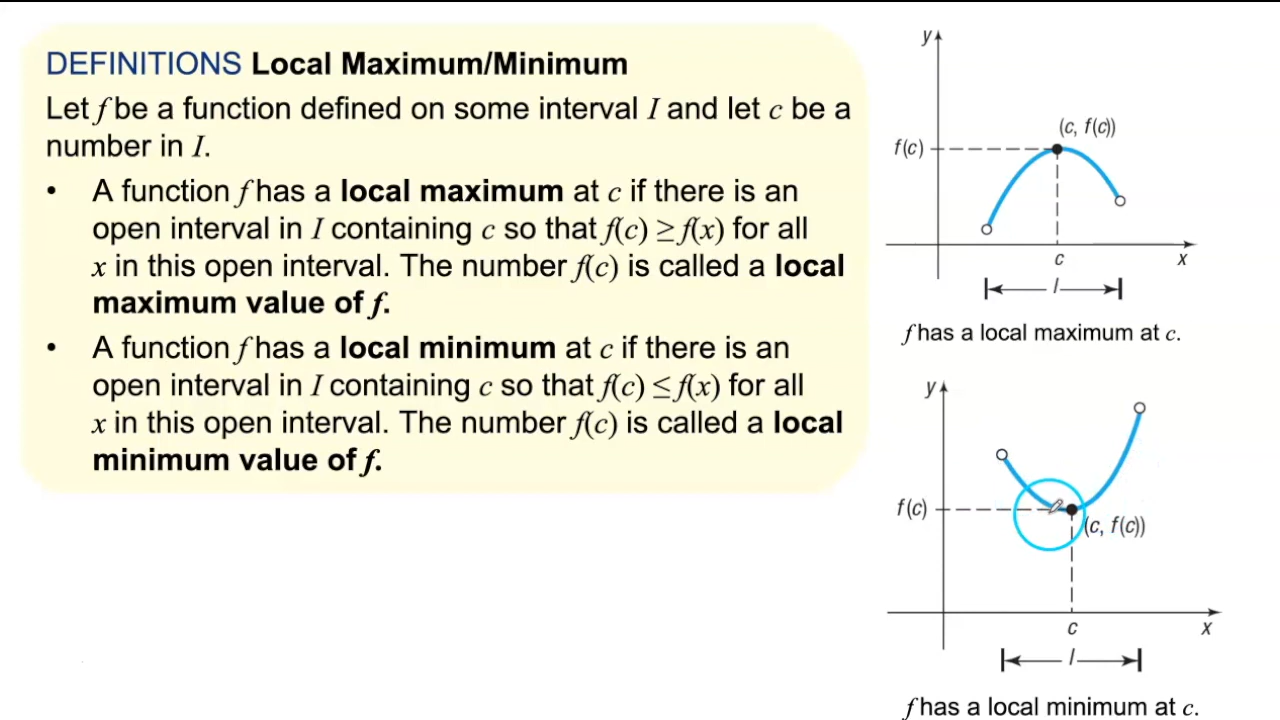 DEFINITIONS Local Maximum/Minimum
Let f be a function defined on some interval I and let c be a
number in I.
• A function f has a local maximum at c if there is an
open interval in I containing c so that f(c) ≥ f(x) for all
x in this open interval. The number f(c) is called a local
maximum value of f.
• A function f has a local minimum at c if there is an
open interval in I containing c so that f(c) ≤ f(x) for all
x in this open interval. The number f(c) is called a local
minimum value of f.
y
(c, f(c))
f(c)
c
x
I
f has a local maximum at c.
y
f(c)
(c, f(c))
c
x
I
f has a local minimum at c.